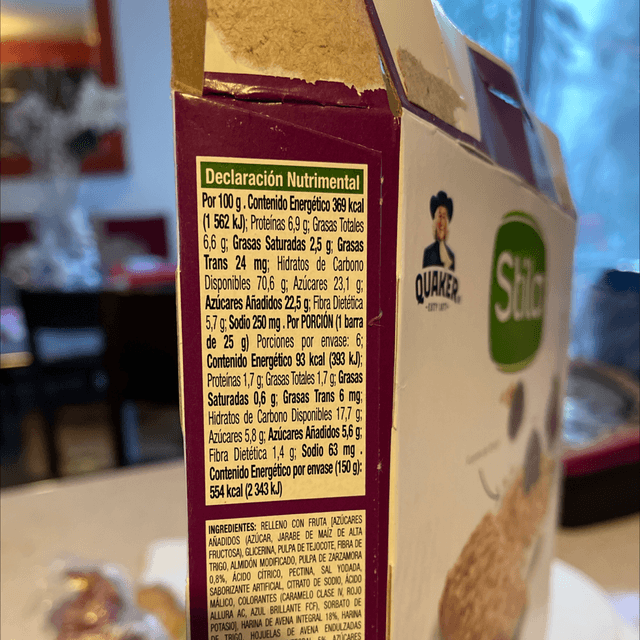 Declaración Nutrimental
Por 100 g . Contenido Energético 369 kcal
(1 562 kJ); Proteínas 6,9 g; Grasas Totales
6,6 g; Grasas Saturadas 2,5 g; Grasas
Trans 24 mg; Hidratos de Carbono
Disponibles 70,6 g; Azúcares 23,1 g;
Azúcares Añadidos 22,5 g; Fibra Dietética
5,7 g; Sodio 250 mg . Por PORCIÓN (1 barra
de 25 g) Porciones por envase: 6;
Contenido Energético 93 kcal (393 kJ);
Proteínas 1,7 g; Grasas Totales 1,7 g; Grasas
Saturadas 0,6 g; Grasas Trans 6 mg;
Hidratos de Carbono Disponibles 17,7 g;
Azúcares 5,8 g; Azúcares Añadidos 5,6 g;
Fibra Dietética 1,4 g; Sodio 63 mg .
Contenido Energético por envase (150 g):
554 kcal (2 343 kJ)
INGREDIENTES: RELLENO CON FRUTA [AZÚCARES
AÑADIDOS (AZÚCAR, JARABE DE MAÍZ DE ALTA
FRUCTOSA), GLICERINA, PULPA DE TEJOCOTE, FIBRA DE
TRIGO, ALMIDÓN MODIFICADO, PULPA DE ZARZAMORA
0,8%, ÁCIDO CÍTRICO, PECTINA, SAL YODADA,
SABORIZANTE ARTIFICIAL, CITRATO DE SODIO, ÁCIDO
MÁLICO, COLORANTES (CARAMELO CLASE IV, ROJO
ALLURA AC, AZUL BRILLANTE FCF), SORBATO DE
POTASIO], HARINA DE AVENA INTEGRAL 18%, HARINA
DE TRIGO, HOJUELAS DE AVENA ENDULZADAS
QUAKER
Stila